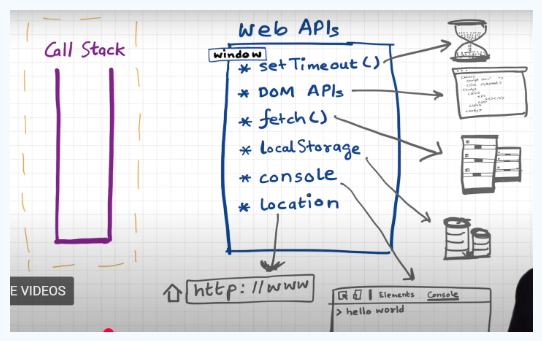 Web APIs
Call Stack
window
* setTimeout()
* DOM APIs
* fetch()
* localStorage
* console
* location
E VIDEOS
http://www
Elements Console
> hello world